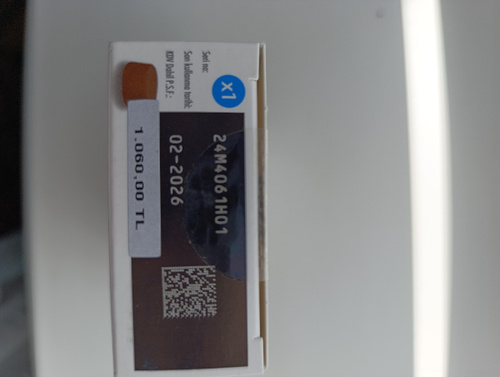 x1
Seri no:
24M4061H01
Son kullanma tarihi:
02-2026
KDV Dahil P.S.F.:
1.060,00 TL